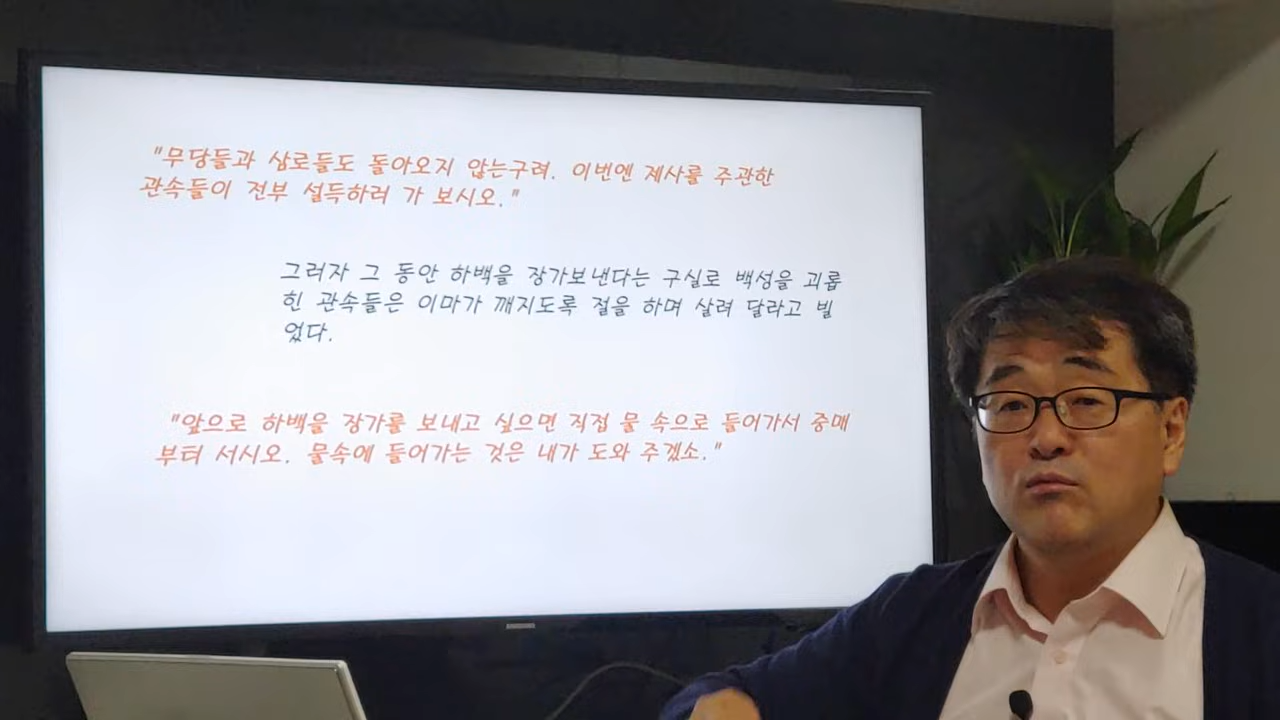 "무당들과 삼로들도 돌아오지 않는구려. 이번엔 제사를 주관한
관속들이 전부 설득하러 가 보시오."
그러자 그 동안 하백을 장가보낸다는 구실로 백성을 괴롭
힌 관속들은 이마가 깨지도록 절을 하며 살려 달라고 빌
었다.
"앞으로 하백을 장가를 보내고 싶으면 직접 물 속으로 들어가서 중매
부터 서시오. 물속에 들어가는 것은 내가 도와 주겠소."
SAMSUNG